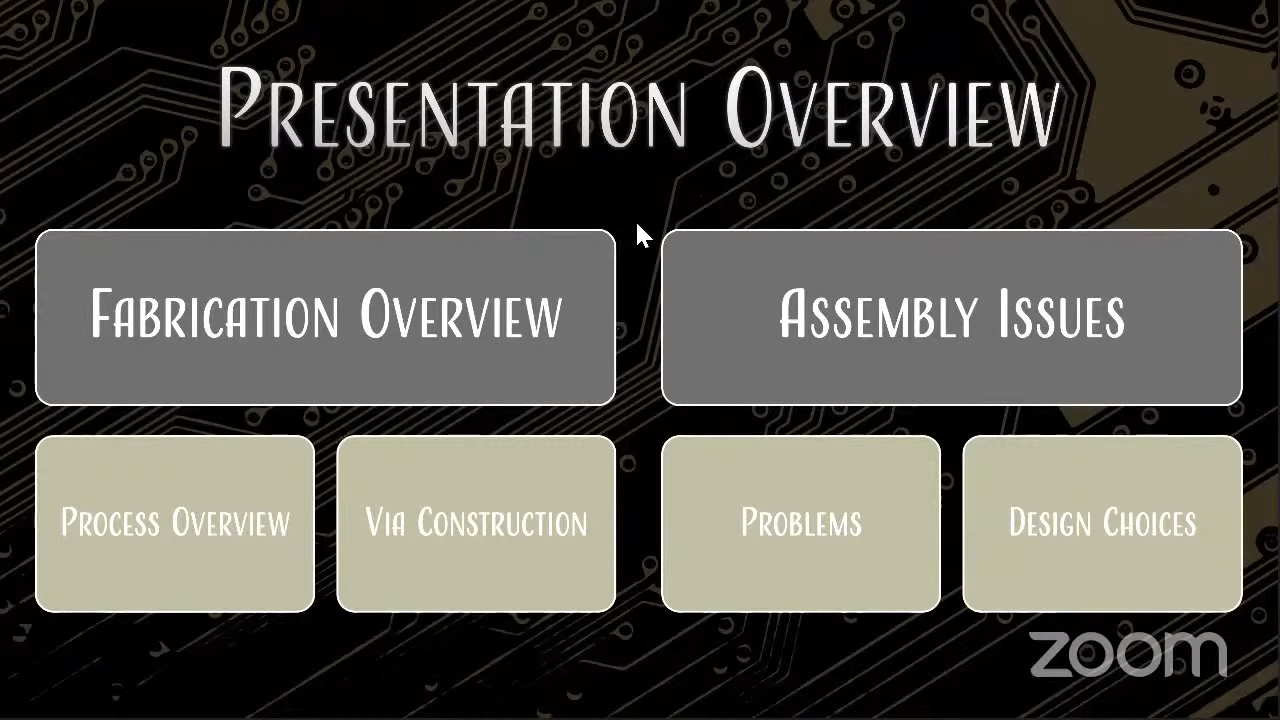 Presentation Overview
Fabrication Overview
Assembly Issues
Process Overview
Via Construction
Problems
Design Choices
zoom